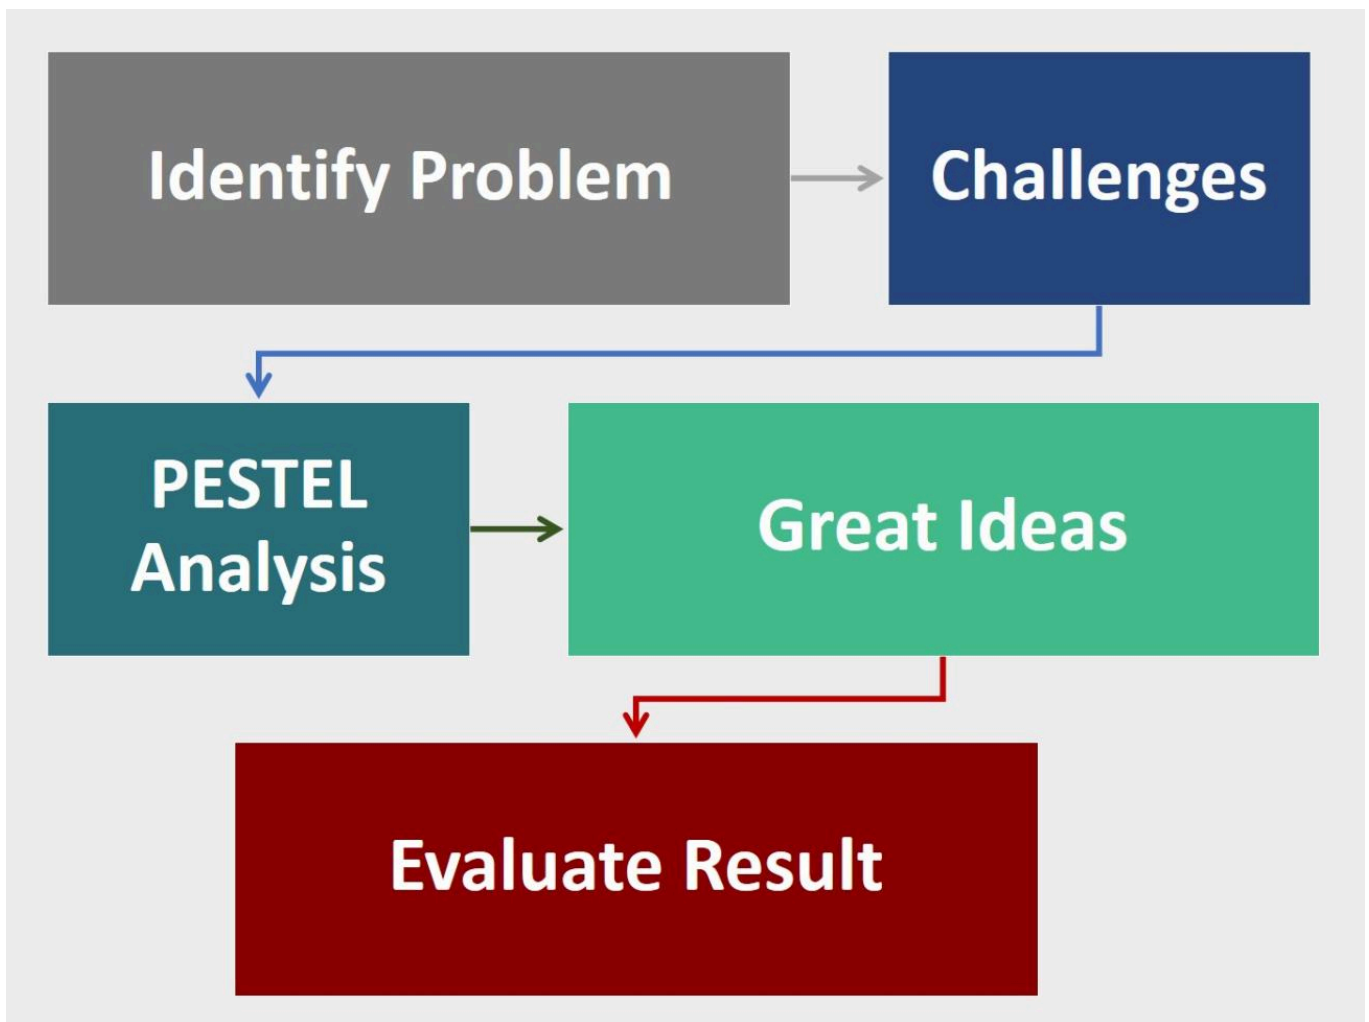 Identify Problem
Challenges
PESTEL
Analysis
Great Ideas
Evaluate Result